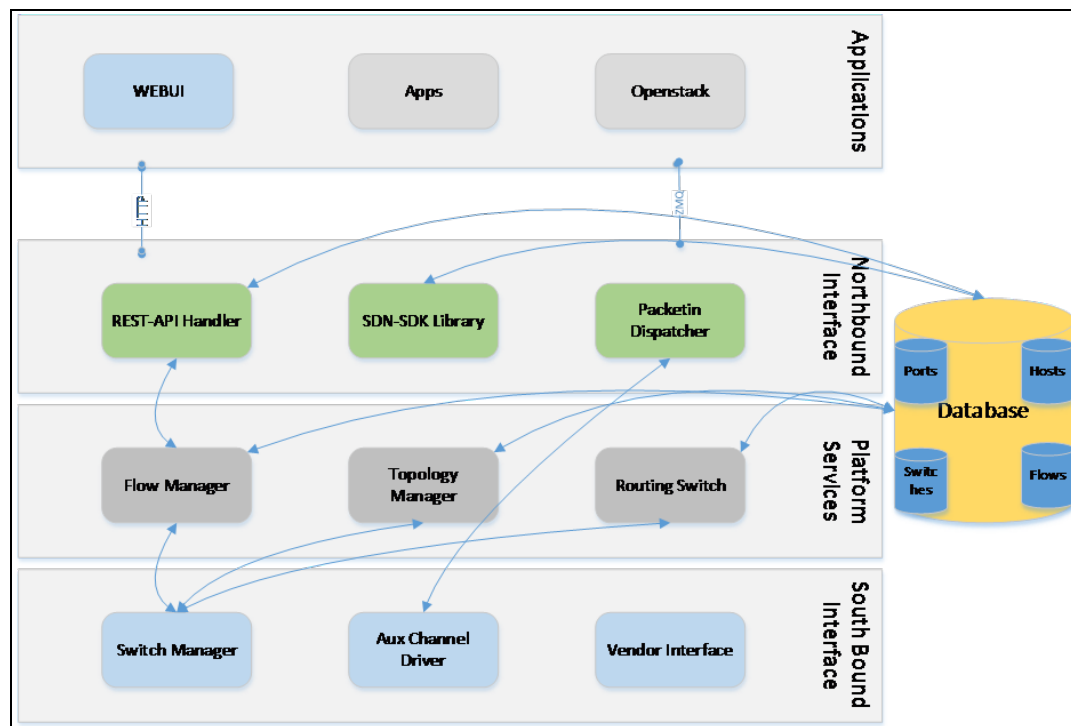 WEBUI
Apps
Openstack
Applications
HTTP
ZMQ
REST-API Handler
SDN-SDK Library
Packetin
Dispatcher
Northbound
Interface
Ports
Hosts
Database
Switc
hes
Flows
Flow Manager
Topology
Manager
Routing Switch
Platform
Services
Switch Manager
Aux Channel
Driver
Vendor Interface
South Bound
Interface